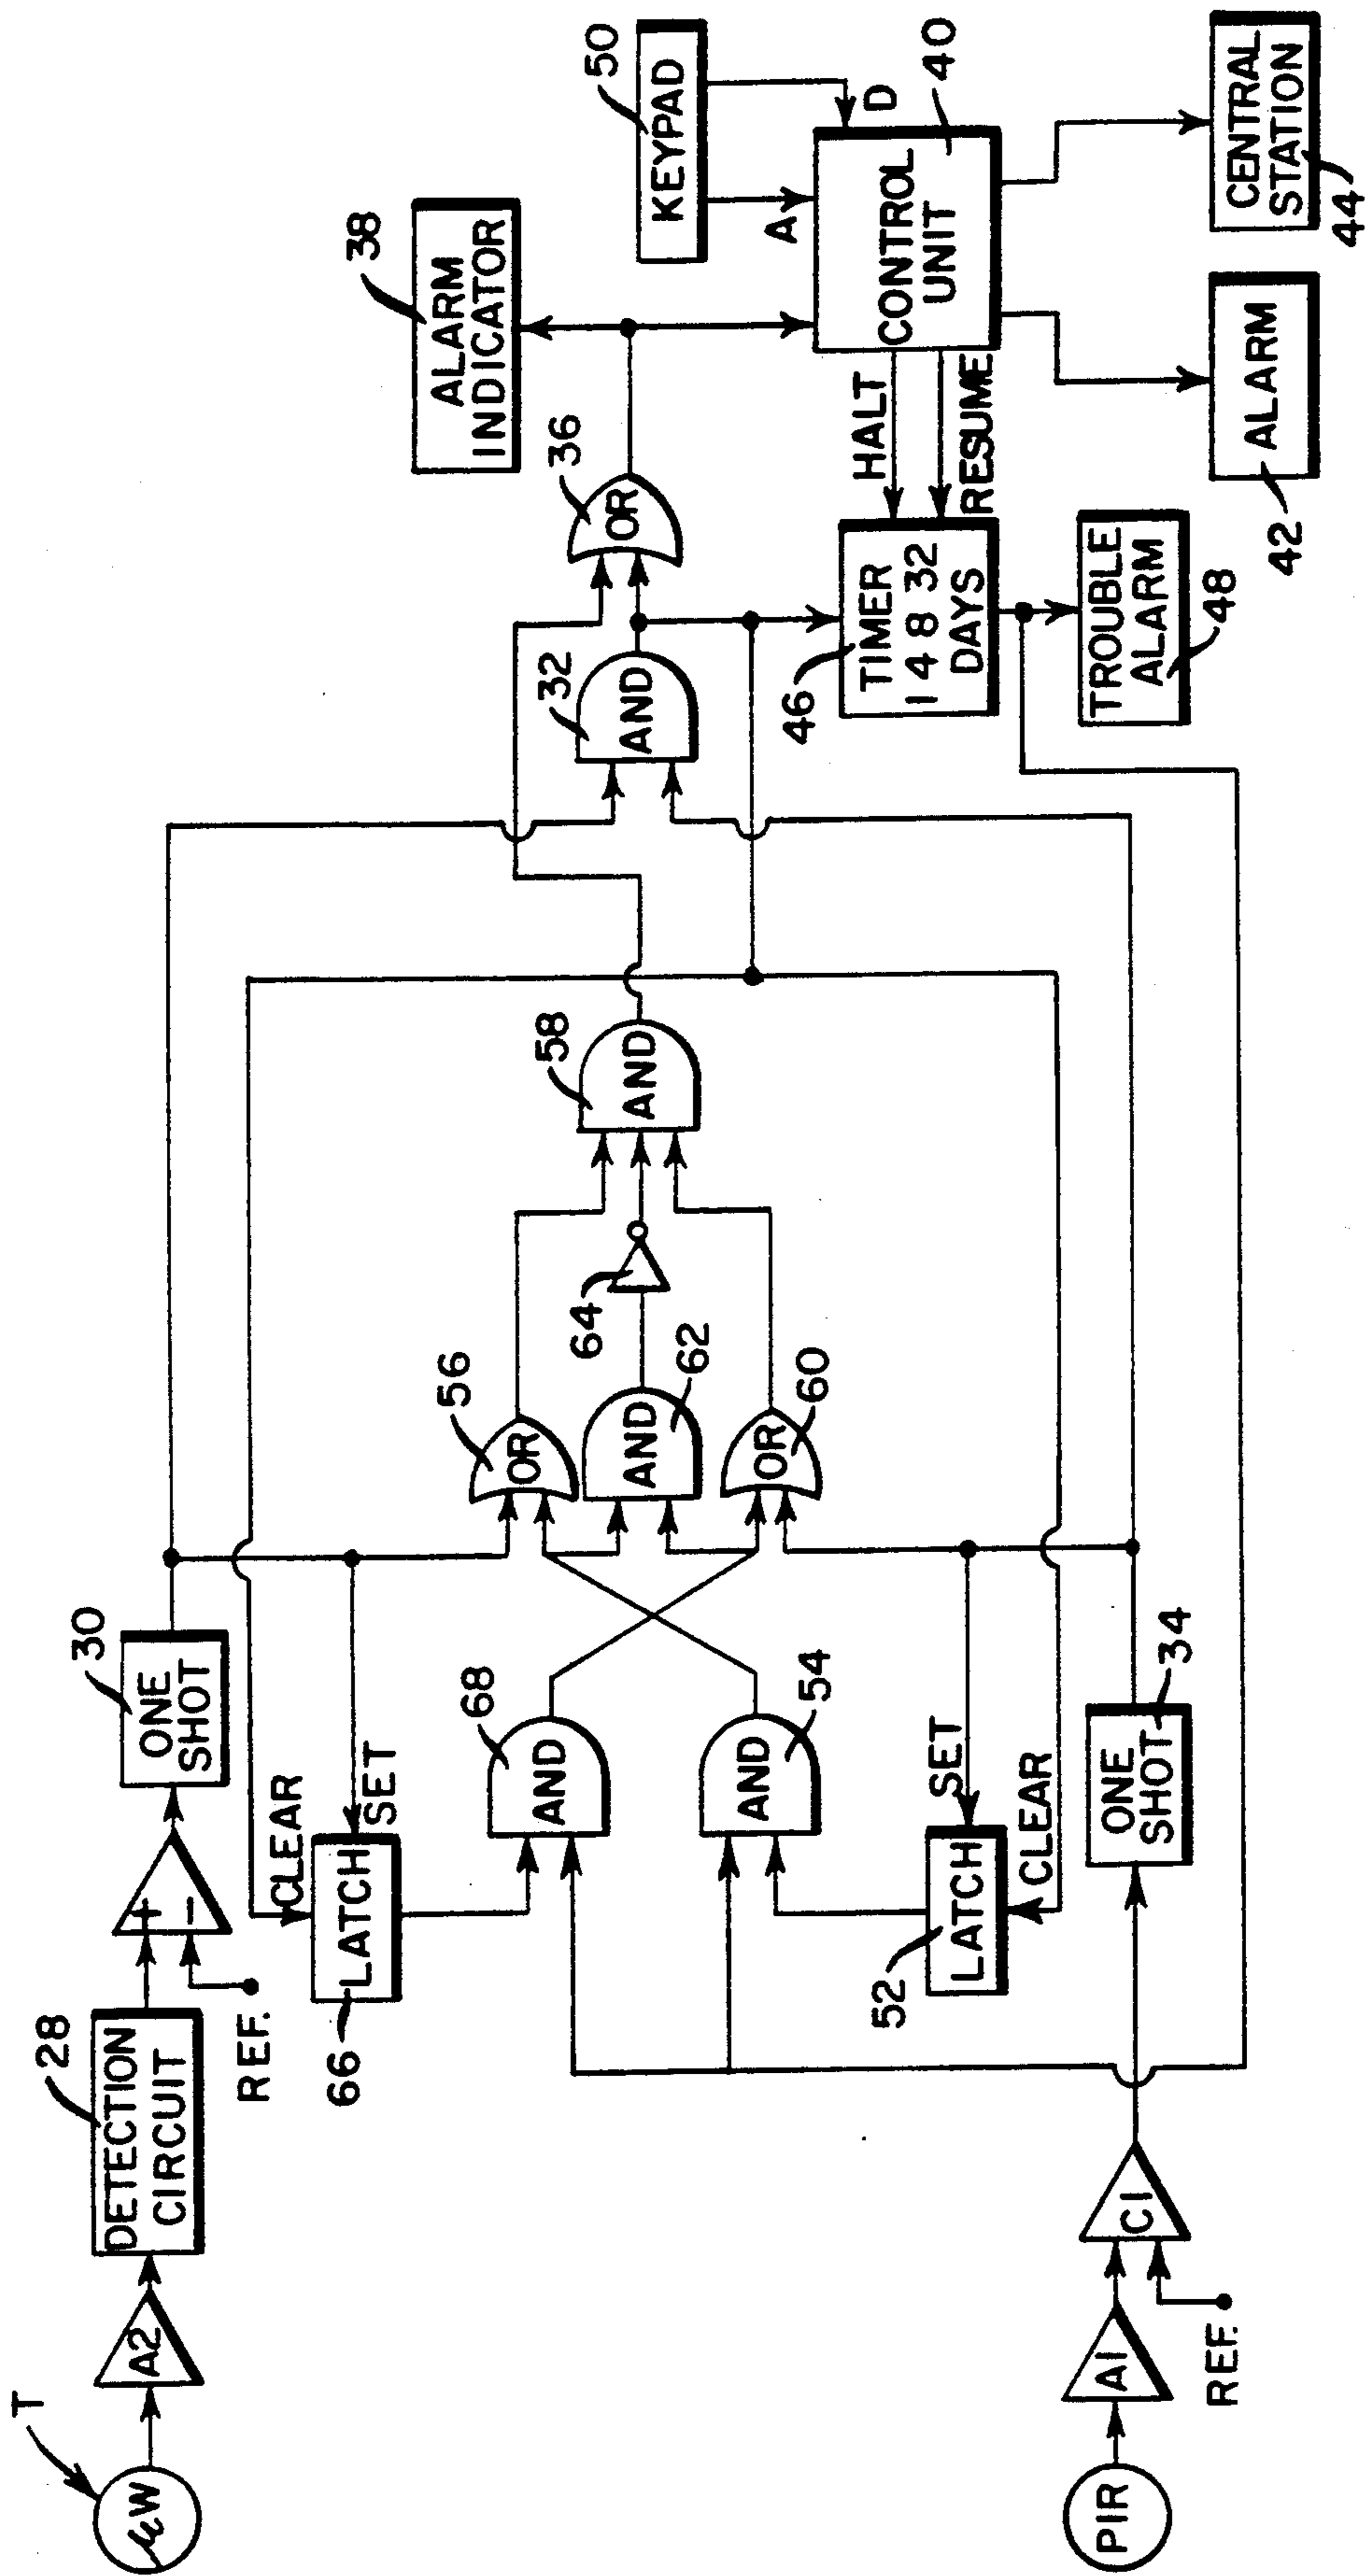 T
μW
A2
28
DETECTION
CIRCUIT
+
−
REF.
30
ONE
SHOT
CLEAR
SET
LATCH
66
68
AND
54
AND
SET
CLEAR
LATCH
52
34
ONE
SHOT
PIR
A1
C1
REF.
56
OR
62
AND
60
OR
64
58
AND
32
AND
36
OR
38
ALARM
INDICATOR
46
TIMER
1 4 8 32
DAYS
HALT
RESUME
TROUBLE
ALARM
48
50
KEYPAD
A
D
CONTROL
UNIT
40
ALARM
42
CENTRAL
STATION
44